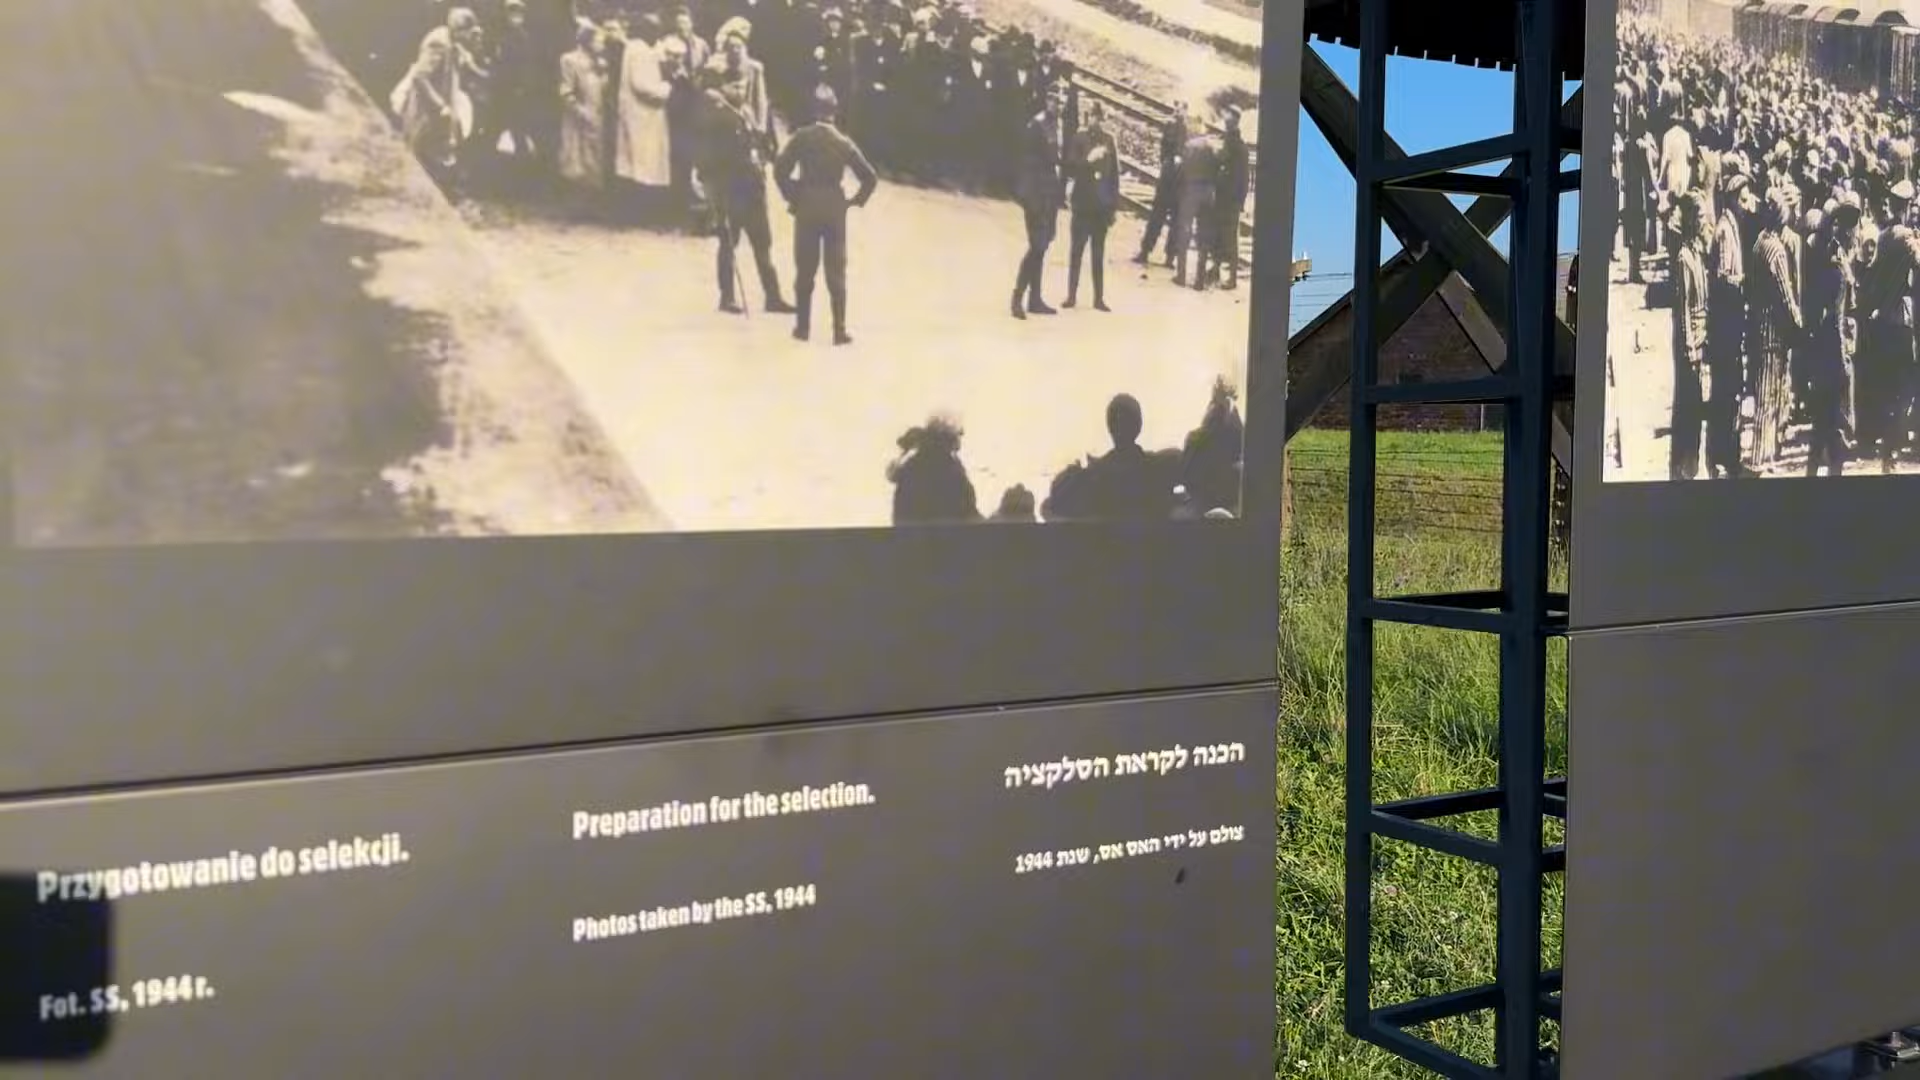 Przygotowanie do selekcji.
Fot. SS, 1944 r.
Preparation for the selection.
Photos taken by the SS, 1944
הכנה לקראת הסלקציה
צולם על ידי האס אס, שנת 1944